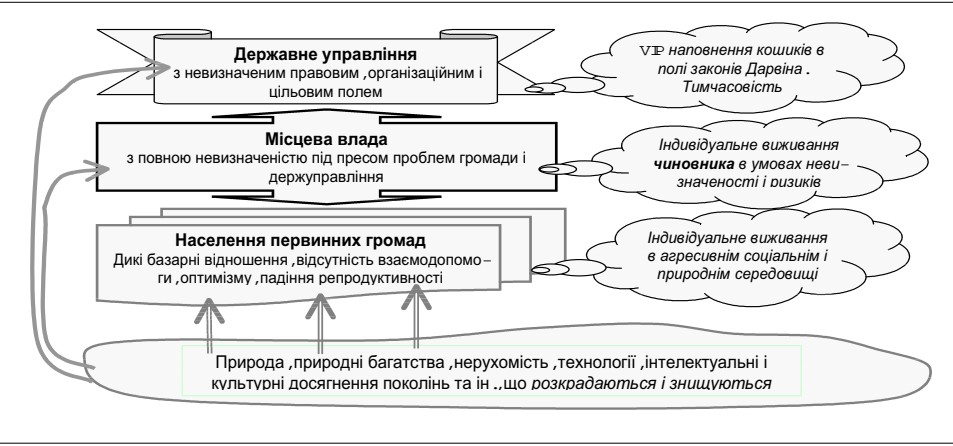 Державне управління
з невизначеним правовим ,організаційним і
цільовим полем
VIP наповнення кошиків в
полі законів Дарвіна .
Тимчасовість
Місцева влада
з повною невизначеністю під пресом проблем громади і
держуправління
Індивідуальне виживання
чиновника в умовах неви–
значеності і ризиків
Населення первинних громад
Дикі базарні відношення ,відсутність взаємодопомо–
ги ,оптимізму ,падіння репродуктивності
Індивідуальне виживання
в агресивнім соціальнім і
природнім середовищі
Природа ,природні багатства ,нерухомість ,технології ,інтелектуальні і
культурні досягнення поколінь та ін .,що розкрадаються і знищуються